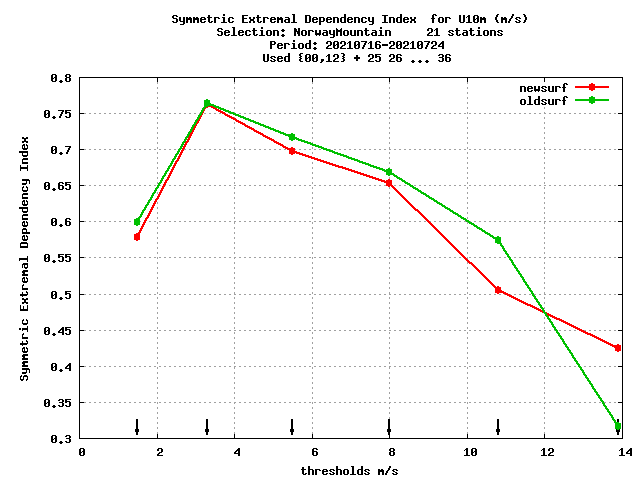 Symmetric Extremal Dependency Index  for U10m (m/s)
Selection: NorwayMountain     21 stations
Period: 20210716-20210724
Used {00,12} + 25 26 ... 36
newsurf
oldsurf
Symmetric Extremal Dependency Index
0.8
0.75
0.7
0.65
0.6
0.55
0.5
0.45
0.4
0.35
0.3
0 2 4 6 8 10 12 14
thresholds m/s